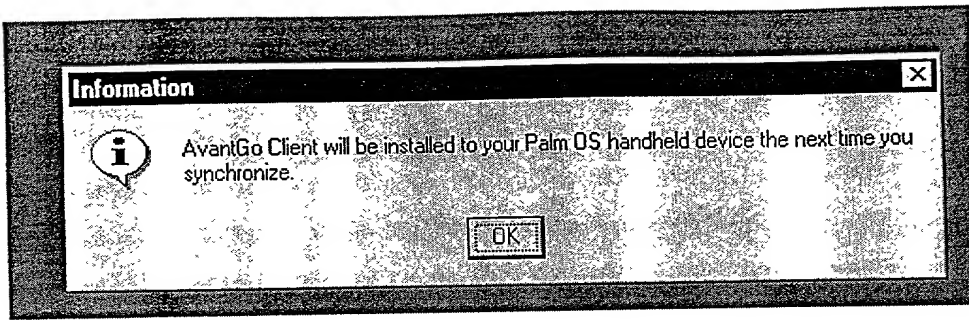 Information
AvantGo Client will be installed to your Palm OS handheld device the next time you
synchronize.
OK